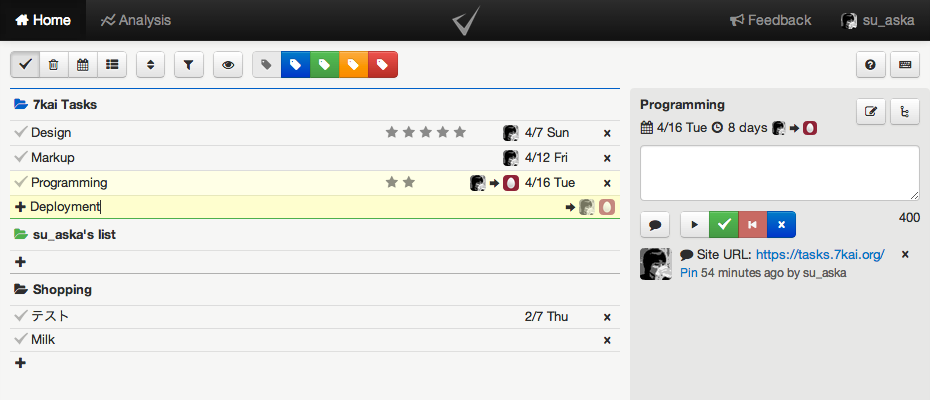 Home Analysis Feedback su_aska
7kai Tasks
Design 4/7 Sun
Markup 4/12 Fri
Programming 4/16 Tue
Deployment
su_aska's list
Shopping
テスト 2/7 Thu
Milk
Programming
4/16 Tue 8 days
400
Site URL: https://tasks.7kai.org/
Pin 54 minutes ago by su_aska